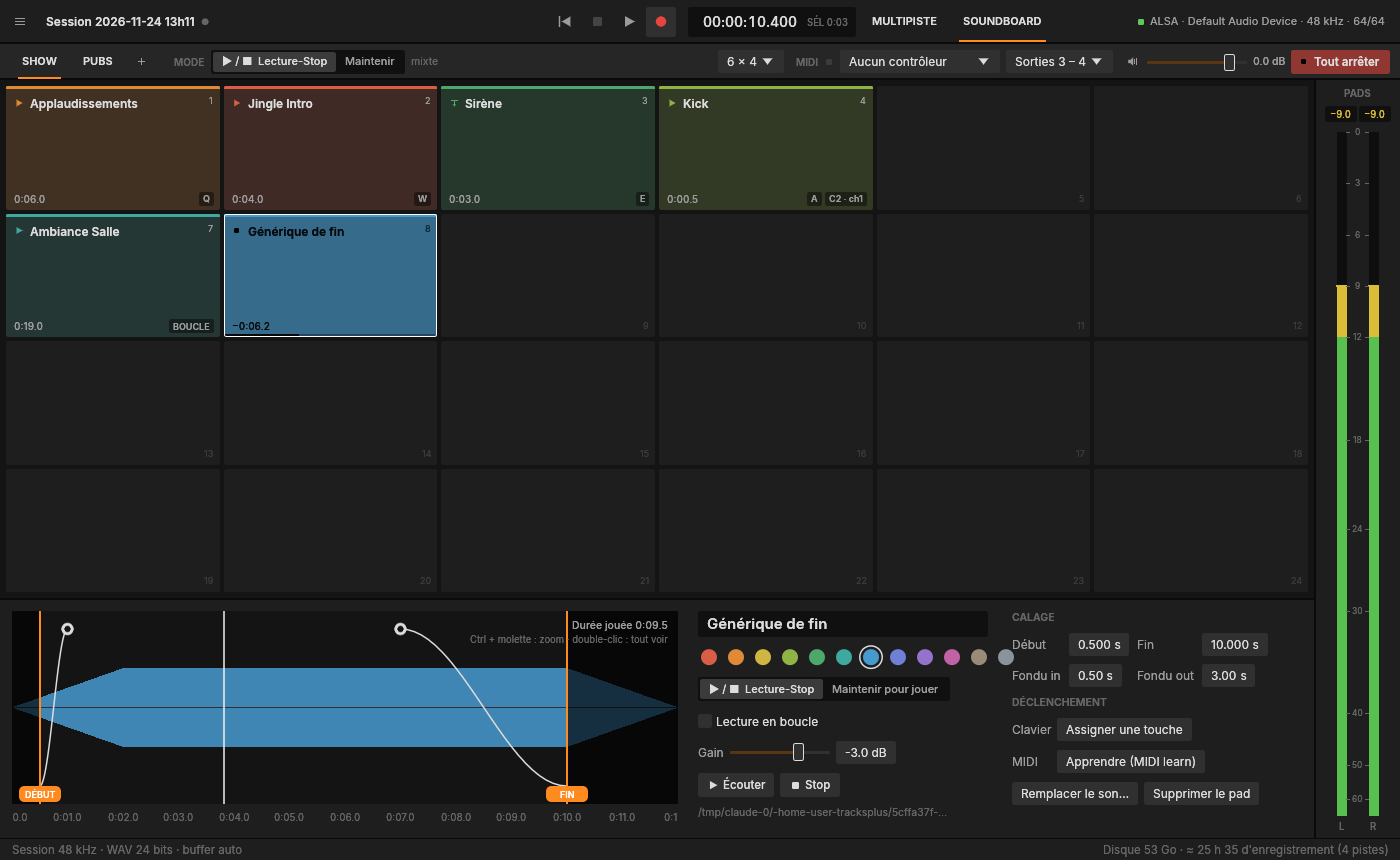 Session 2026-11-24 13h11
00:00:10.400 SÉL 0:03
MULTIPISTE SOUNDBOARD
ALSA · Default Audio Device · 48 kHz · 64/64
SHOW PUBS + MODE / Lecture-Stop Maintenir mixte
6 × 4 MIDI Aucun contrôleur Sorties 3 – 4 0.0 dB Tout arrêter
Applaudissements 1
0:06.0 Q
Jingle Intro 2
0:04.0 W
Sirène 3
0:03.0 E
Kick 4
0:00.5 A C2 · ch1
5
6
Ambiance Salle 7
0:19.0 BOUCLE
Générique de fin 8
−0:06.2
9
10
11
12
13
14
15
16
17
18
19
20
21
22
23
24
PADS
−9.0 −9.0
0
3
6
9
12
18
24
30
40
50
60
L R
Durée jouée 0:09.5
Ctrl + molette : zoom · double-clic : tout voir
DÉBUT FIN
0.0 0:01.0 0:02.0 0:03.0 0:04.0 0:05.0 0:06.0 0:07.0 0:08.0 0:09.0 0:10.0 0:11.0 0:1
Générique de fin
/ Lecture-Stop Maintenir pour jouer
Lecture en boucle
Gain -3.0 dB
Écouter Stop
/tmp/claude-0/-home-user-tracksplus/5cffa37f-...
CALAGE
Début 0.500 s Fin 10.000 s
Fondu in 0.50 s Fondu out 3.00 s
DÉCLENCHEMENT
Clavier Assigner une touche
MIDI Apprendre (MIDI learn)
Remplacer le son... Supprimer le pad
Session 48 kHz · WAV 24 bits · buffer auto
Disque 53 Go · ≈ 25 h 35 d'enregistrement (4 pistes)